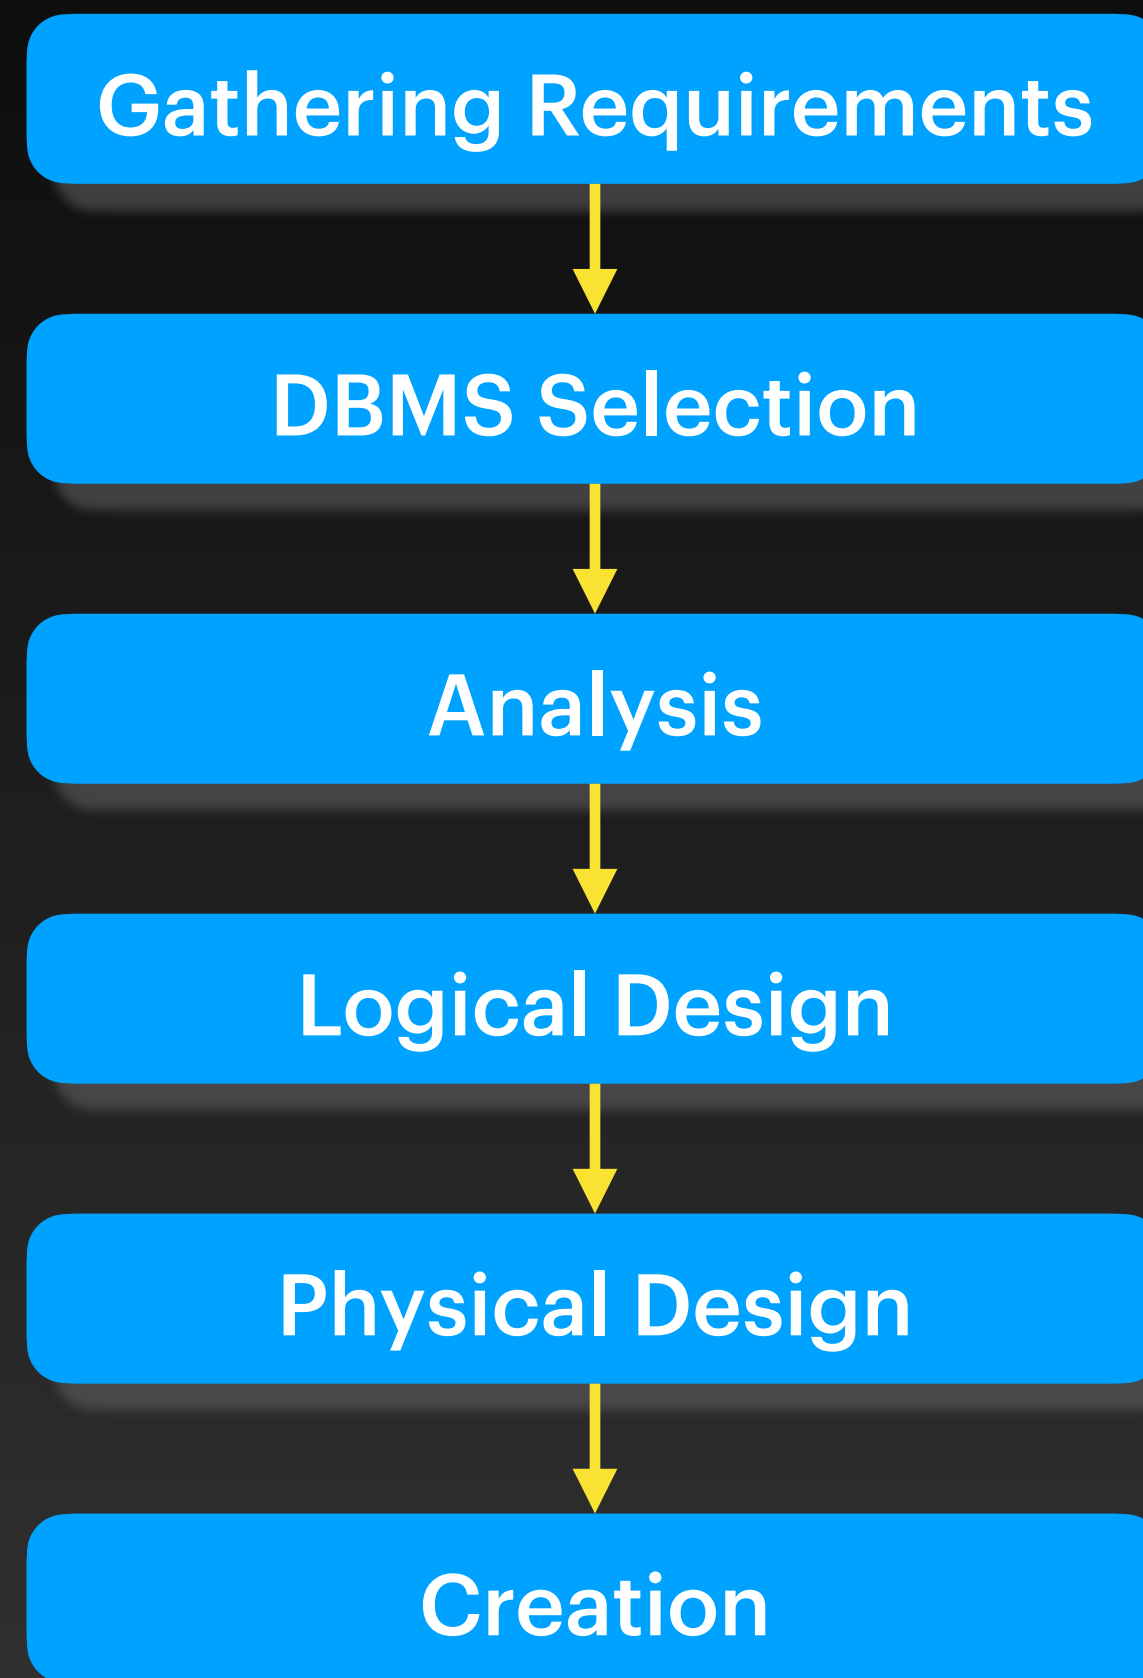 Gathering Requirements
DBMS Selection
Analysis
Logical Design
Physical Design
Creation